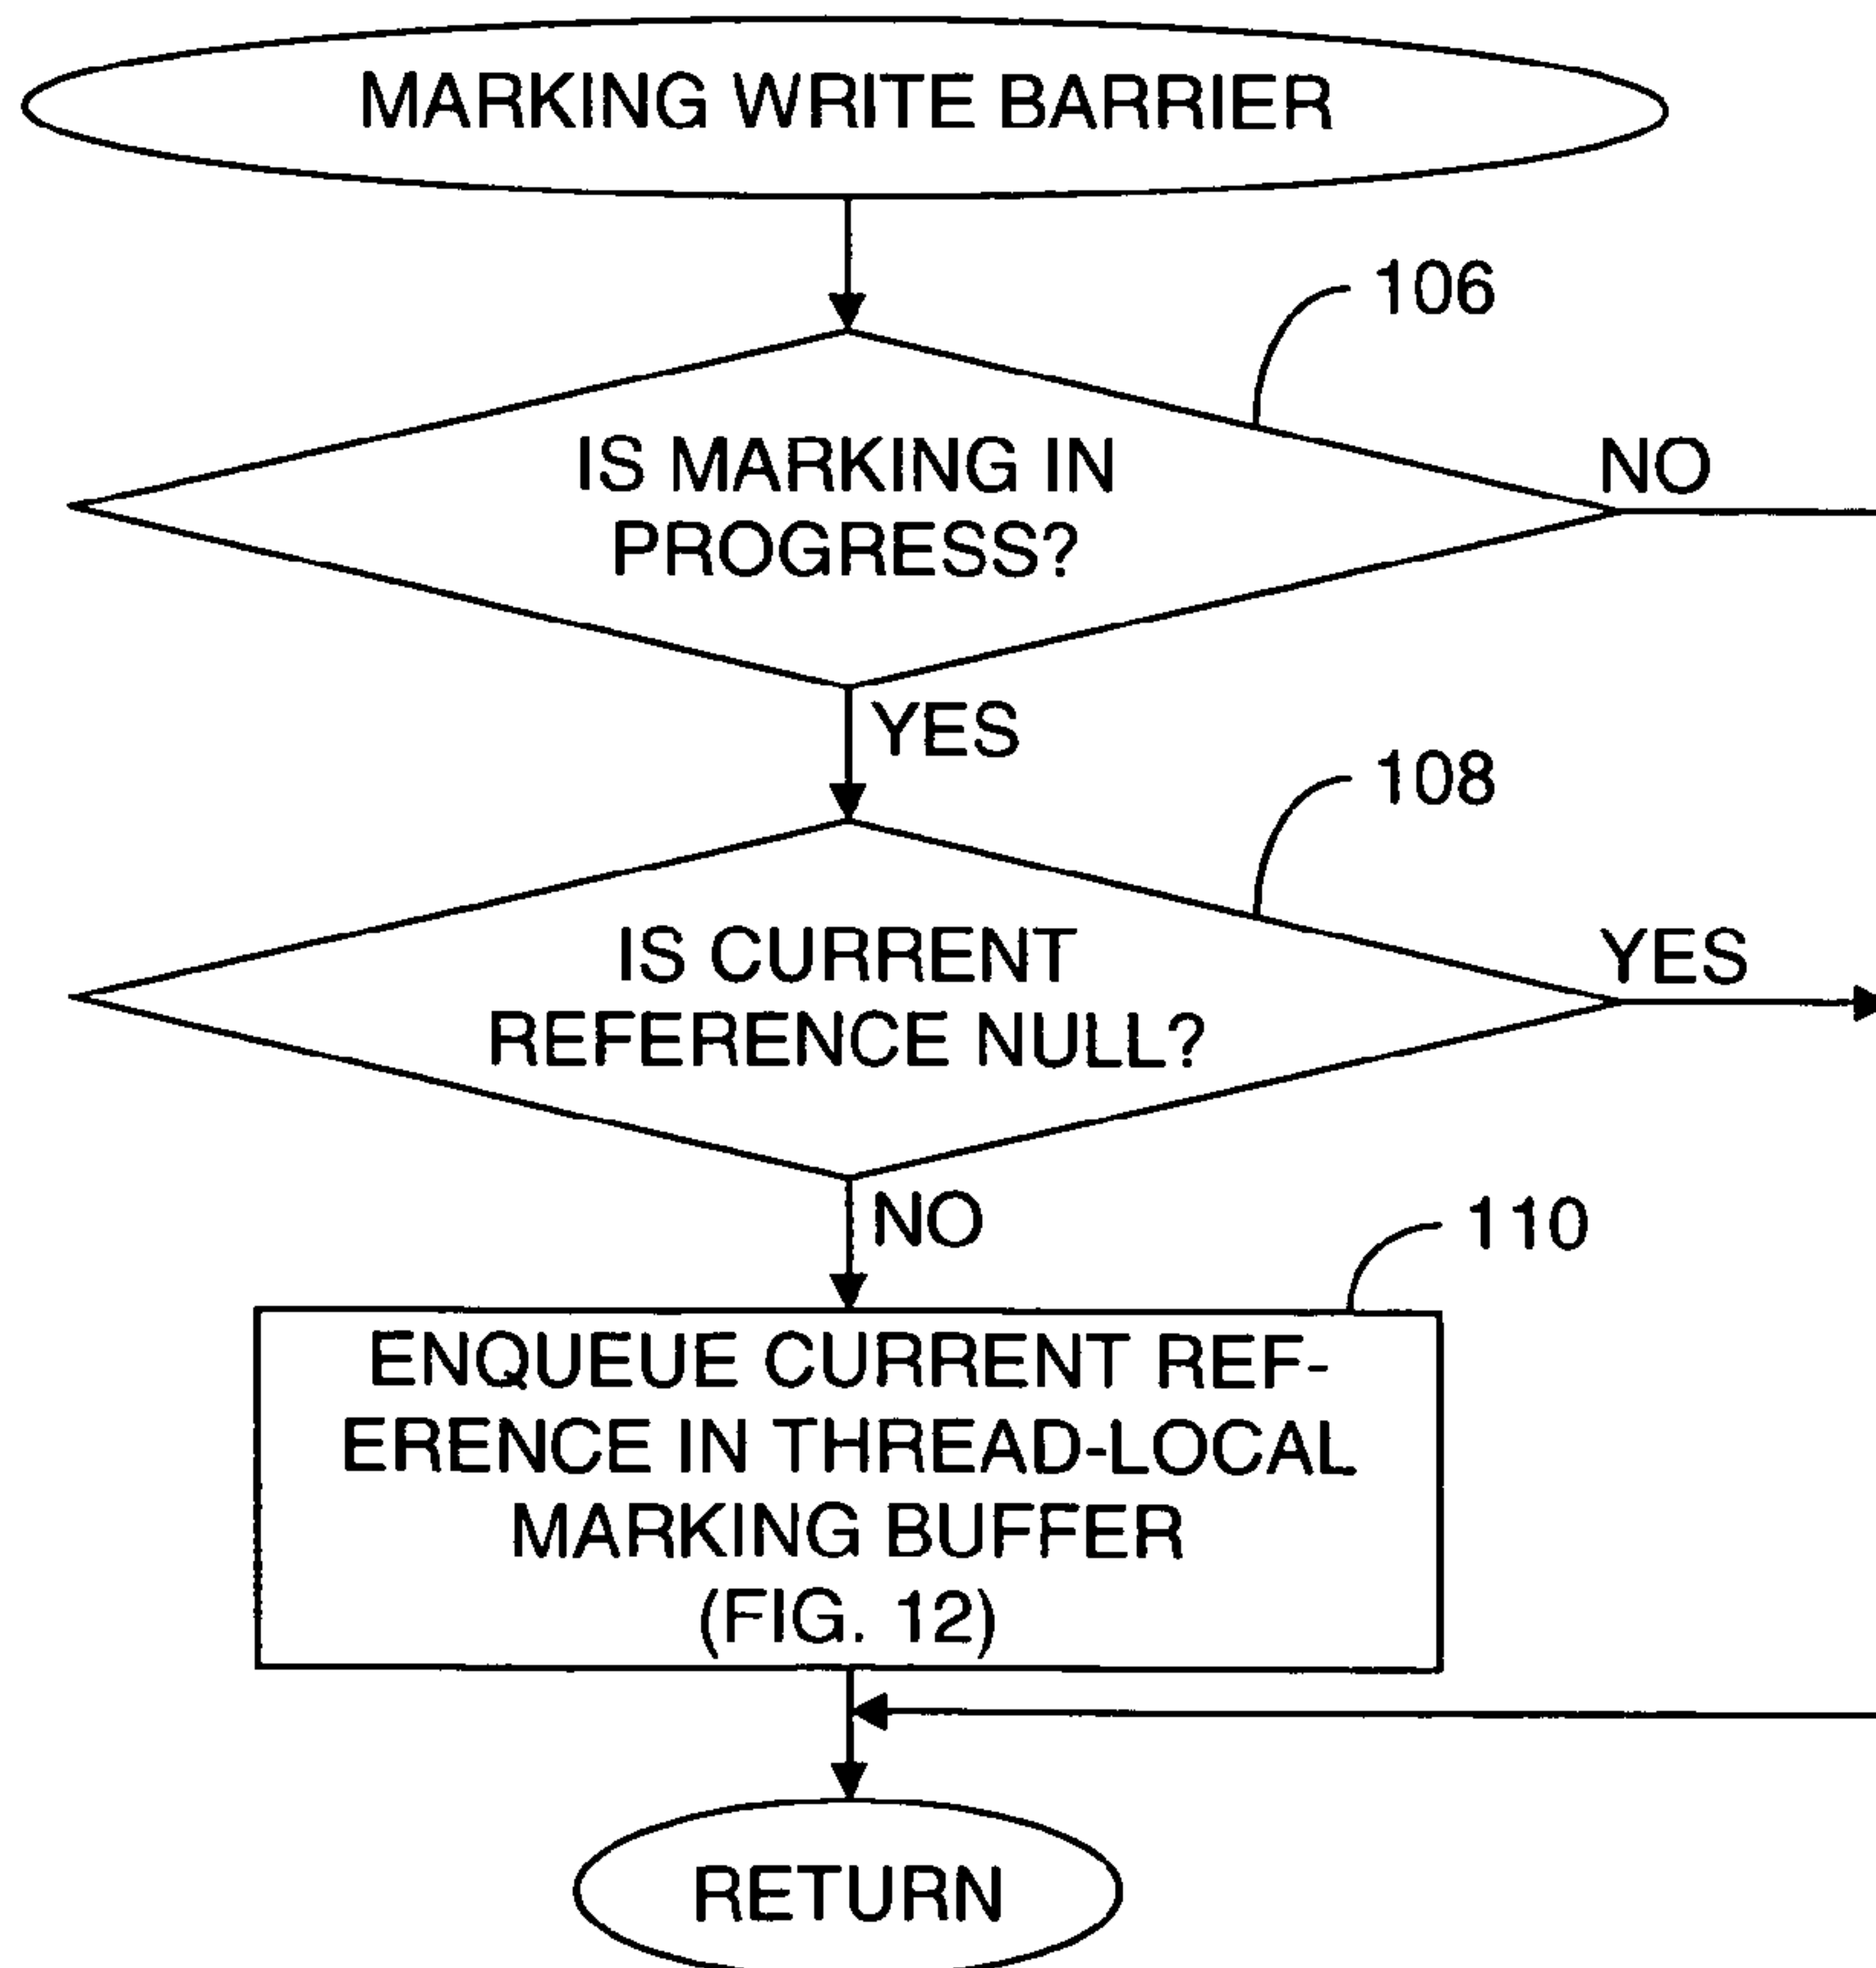 MARKING WRITE BARRIER
106
IS MARKING IN
PROGRESS?
NO
YES
108
IS CURRENT
REFERENCE NULL?
YES
NO
110
ENQUEUE CURRENT REF-
ERENCE IN THREAD-LOCAL
MARKING BUFFER
(FIG. 12)
RETURN